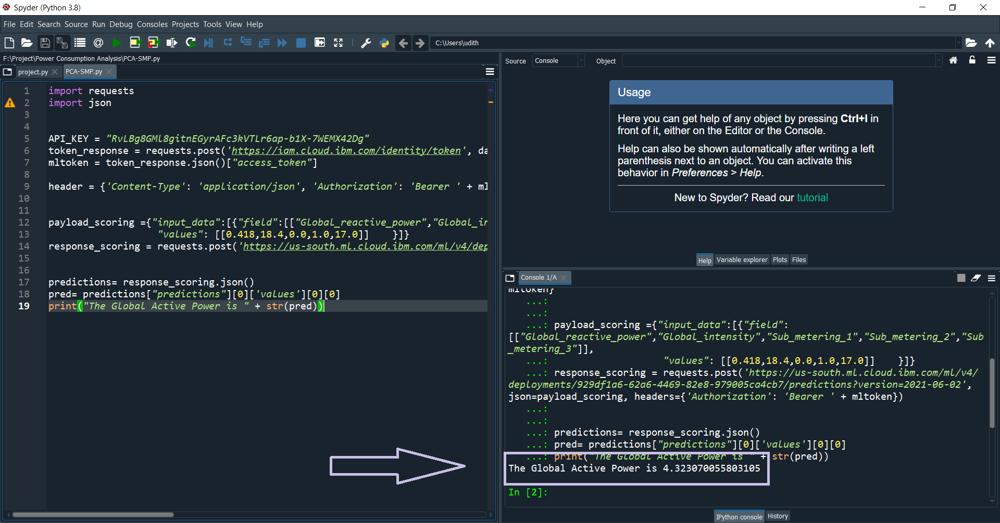 Spyder (Python 3.8)
File Edit Search Source Run Debug Consoles Projects Tools View Help
C:\Users\udith
F:\Project\Power Consumption Analysis\PCA-SMP.py
project.py PCA-SMP.py
1 import requests
2 import json
3
4
5 API_KEY = "RvLBg8GMl8gitnEGyrAFc3kVTLr6ap-b1X-7WEMX42Dg"
6 token_response = requests.post('https://iam.cloud.ibm.com/identity/token', da
7 mltoken = token_response.json()["access_token"]
8
9 header = {'Content-Type': 'application/json', 'Authorization': 'Bearer ' + ml
10
11
12 payload_scoring ={"input_data":[{"field":[["Global_reactive_power","Global_in
13 "values": [[0.418,18.4,0.0,1.0,17.0]] }]}
14 response_scoring = requests.post('https://us-south.ml.cloud.ibm.com/ml/v4/dep
15
16
17 predictions= response_scoring.json()
18 pred= predictions["predictions"][0]['values'][0][0]
19 print("The Global Active Power is " + str(pred))
Source Console Object
Usage
Here you can get help of any object by pressing Ctrl+I in
front of it, either on the Editor or the Console.
Help can also be shown automatically after writing a left
parenthesis next to an object. You can activate this
behavior in Preferences > Help.
New to Spyder? Read our tutorial
Help Variable explorer Plots Files
Console 1/A
mltoken}
...:
...:
...: payload_scoring ={"input_data":[{"field":
[["Global_reactive_power","Global_intensity","Sub_metering_1","Sub_metering_2","Sub
_metering_3"]],
...: "values": [[0.418,18.4,0.0,1.0,17.0]] }]}
...: response_scoring = requests.post('https://us-south.ml.cloud.ibm.com/ml/v4/
deployments/929df1a6-62a6-4469-82e8-979005ca4cb7/predictions?version=2021-06-02',
json=payload_scoring, headers={'Authorization': 'Bearer ' + mltoken})
...:
...:
...: predictions= response_scoring.json()
...: pred= predictions["predictions"][0]['values'][0][0]
...: print("The Global Active Power is " + str(pred))
The Global Active Power is 4.323070055803105
In [2]:
IPython console History